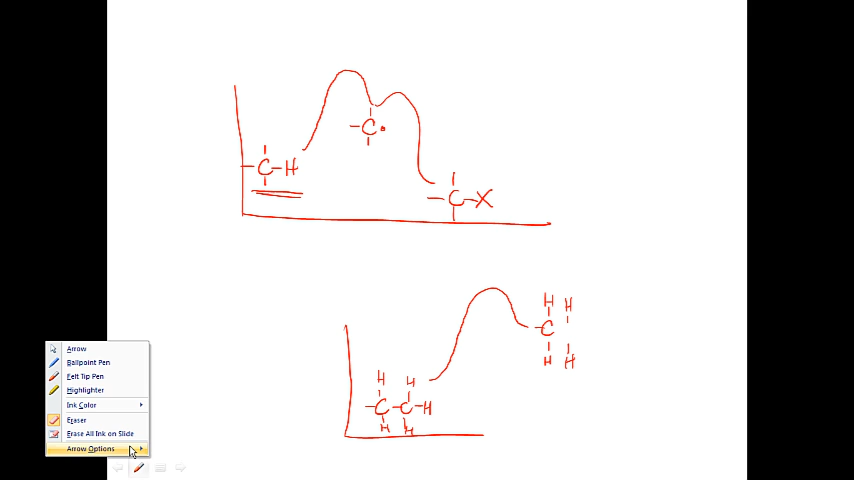 C
C-H
C-X
H H
C
H H
H H
C-C-H
H H
Arrow
Ballpoint Pen
Felt Tip Pen
Highlighter
Ink Color
Eraser
Erase All Ink on Slide
Arrow Options